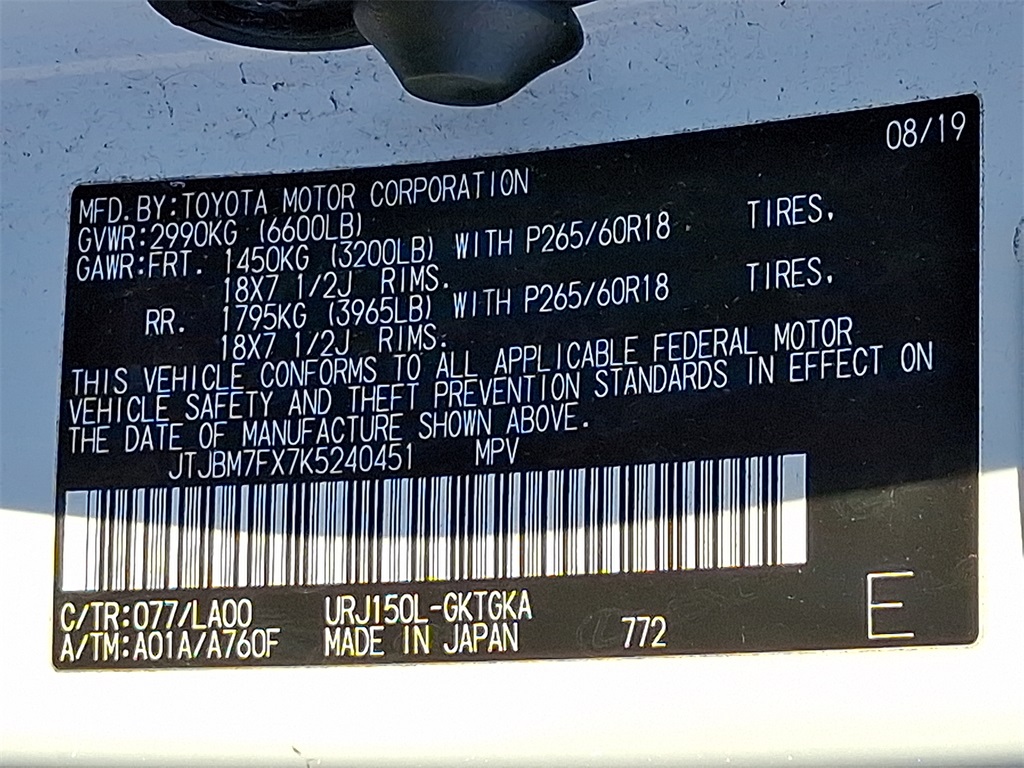 08/19
MFD. BY: TOYOTA MOTOR CORPORATION
GVWR: 2990KG (6600LB)
GAWR: FRT. 1450KG (3200LB) WITH P265/60R18 TIRES,
18X7 1/2J RIMS.
RR. 1795KG (3965LB) WITH P265/60R18 TIRES,
18X7 1/2J RIMS.
THIS VEHICLE CONFORMS TO ALL APPLICABLE FEDERAL MOTOR
VEHICLE SAFETY AND THEFT PREVENTION STANDARDS IN EFFECT ON
THE DATE OF MANUFACTURE SHOWN ABOVE.
JTJBM7FX7K5240451 MPV
C/TR: 077/LA00 URJ150L-GKTGKA
A/TM: A01A/A760F MADE IN JAPAN 772 E